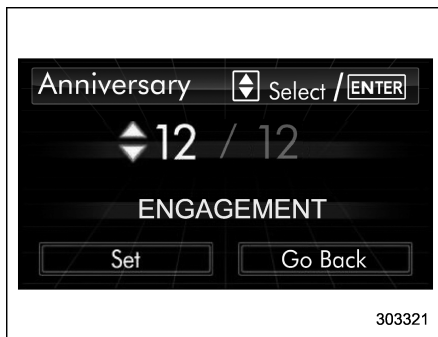 Anniversary Select / ENTER
12 / 12
ENGAGEMENT
Set Go Back
303321